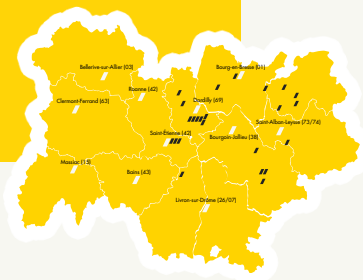 Bellerive-sur-Allier (03)
Bourg-en-Bresse (01)
Roanne (42)
Clermont-Ferrand (63)
Dardilly (69)
Saint-Alban-Leysse (73/74)
Saint-Étienne (42)
Bourgoin-Jallieu (38)
Massiac (15)
Bains (43)
Livron-sur-Drôme (26/07)